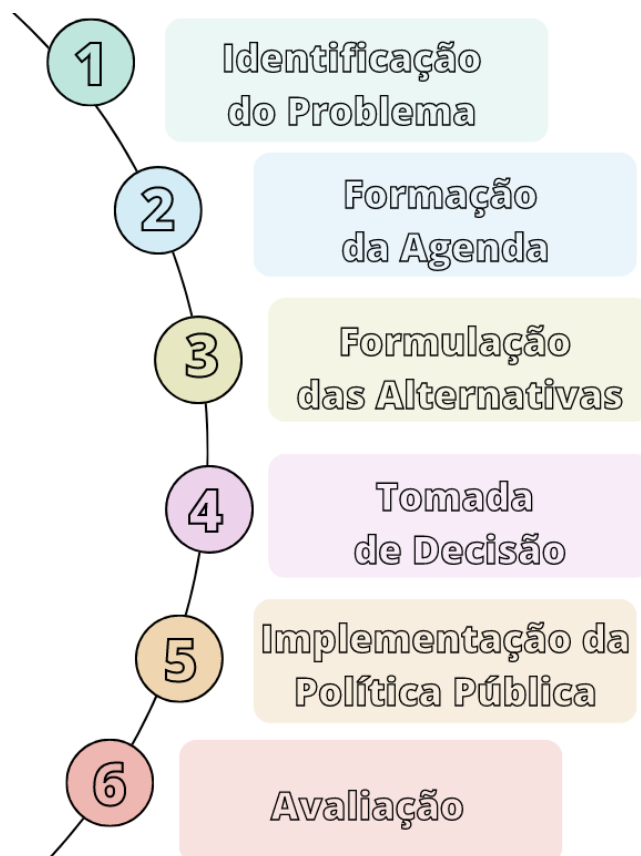 1
Identificação
do Problema
2
Formação
da Agenda
3
Formulação
das Alternativas
4
Tomada
de Decisão
5
Implementação da
Política Pública
6
Avaliação